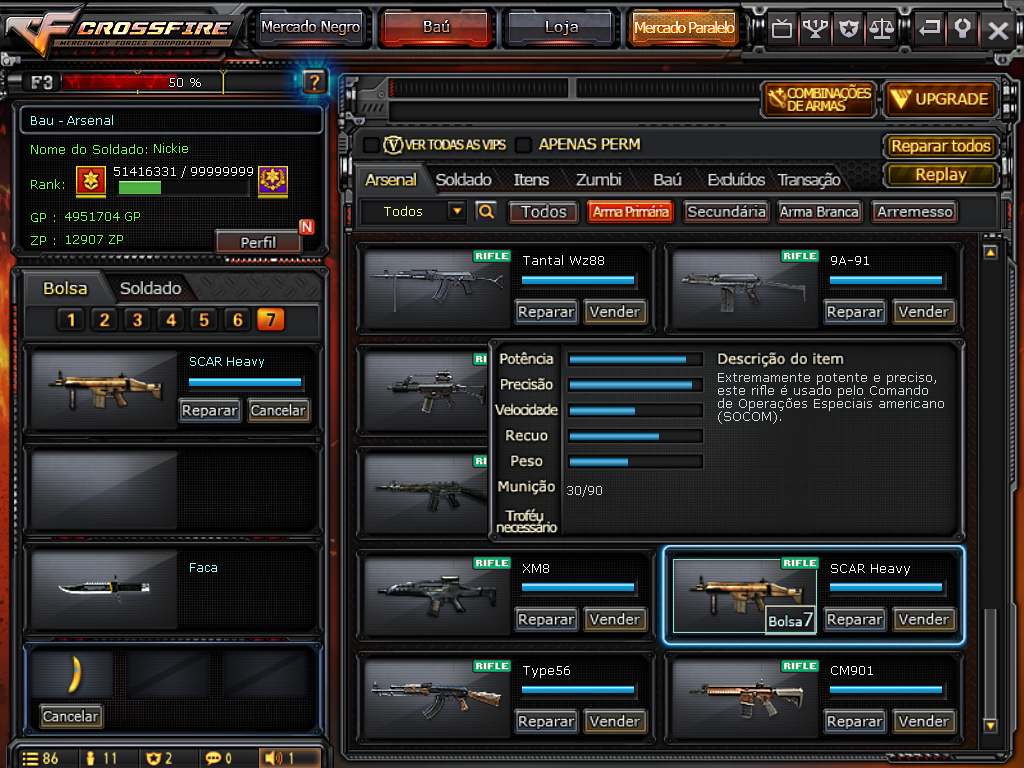 CROSSFIRE
MERCENARY FORCES CORPORATION
Mercado Negro
Baú
Loja
Mercado Paralelo
F3
50 %
?
COMBINAÇÕES
DE ARMAS
UPGRADE
Bau - Arsenal
Nome do Soldado: Nickie
Rank:
51416331 / 99999999
GP : 4951704 GP
ZP : 12907 ZP
N
Perfil
V VER TODAS AS VIPS
APENAS PERM
Reparar todos
Replay
Arsenal
Soldado
Itens
Zumbi
Baú
Excluídos
Transação
Todos
Todos
Arma Primária
Secundária
Arma Branca
Arremesso
Bolsa
Soldado
1 2 3 4 5 6 7
SCAR Heavy
Reparar
Cancelar
Faca
Cancelar
86
11
2
0
1
RIFLE
Tantal Wz88
Reparar
Vender
RIFLE
9A-91
Reparar
Vender
RI
RI
Potência
Precisão
Velocidade
Recuo
Peso
Munição
30/90
Troféu
necessário
Descrição do item
Extremamente potente e preciso,
este rifle é usado pelo Comando
de Operações Especiais americano
(SOCOM).
RIFLE
XM8
Reparar
Vender
RIFLE
SCAR Heavy
Bolsa7
Reparar
Vender
RIFLE
Type56
Reparar
Vender
RIFLE
CM901
Reparar
Vender